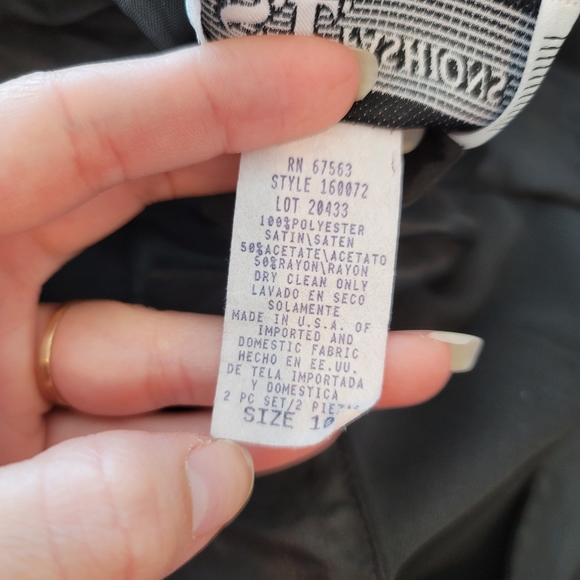 FASHIONS
RN 67563
STYLE 160072
LOT 20433
100%POLYESTER
SATIN\SATEN
50%ACETATE\ACETATO
50%RAYON\RAYON
DRY CLEAN ONLY
LAVADO EN SECO
SOLAMENTE
MADE IN U.S.A. OF
IMPORTED AND
DOMESTIC FABRIC
HECHO EN EE.UU.
DE TELA IMPORTADA
Y DOMESTICA
2 PC SET/2
SIZE 10